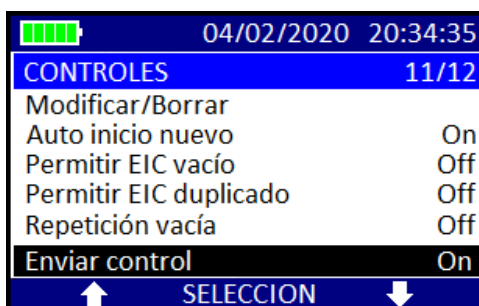 04/02/2020 20:34:35
CONTROLES 11/12
Modificar/Borrar
Auto inicio nuevo On
Permitir EIC vacío Off
Permitir EIC duplicado Off
Repetición vacía Off
Enviar control On
SELECCION